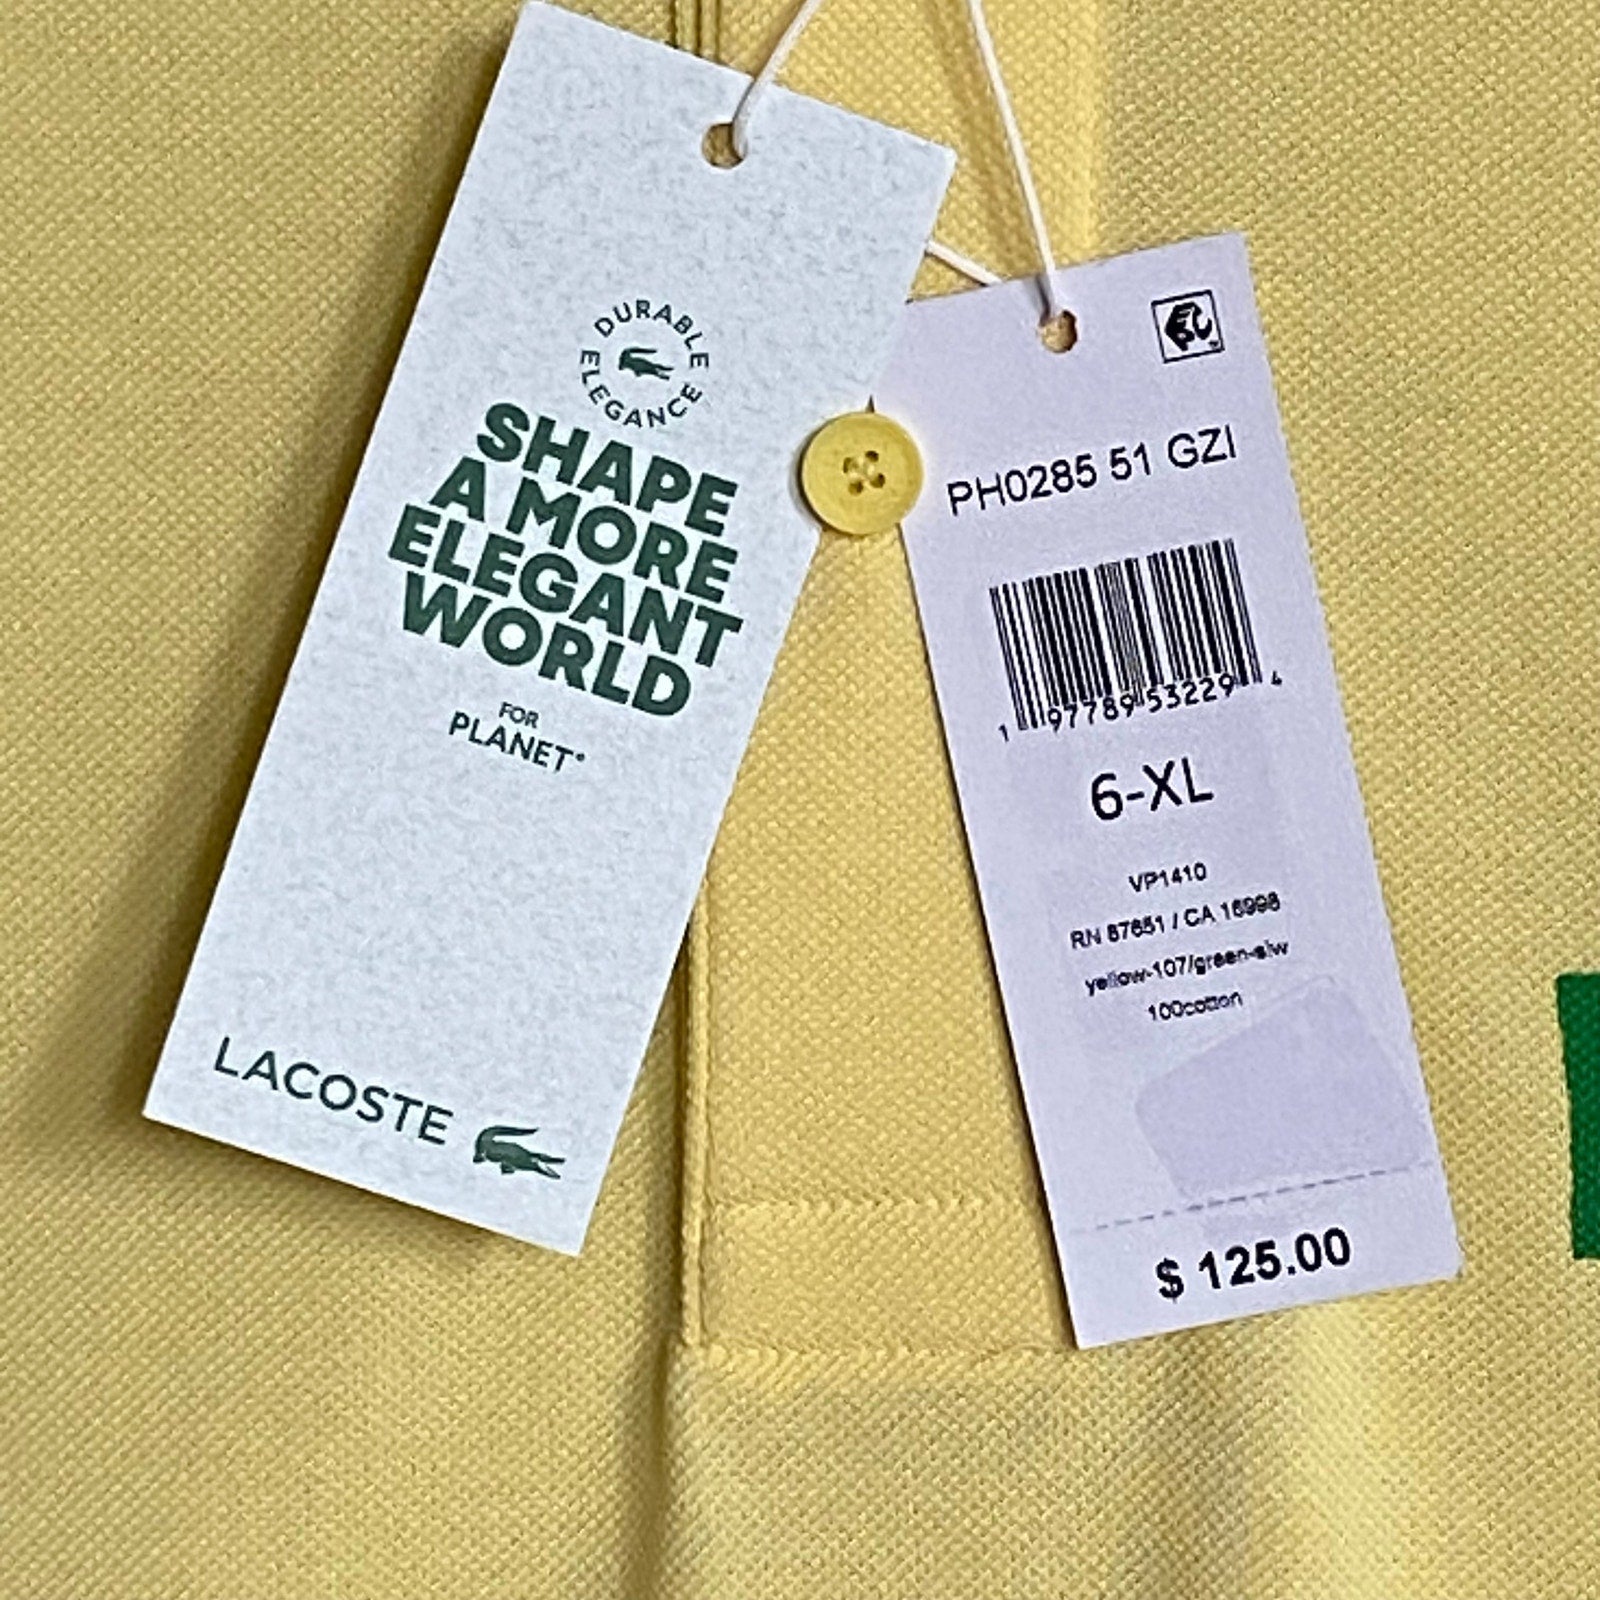 DURABLE
ELEGANCE
SHAPE
A MORE
ELEGANT
WORLD
FOR
PLANET*
LACOSTE
PH0285 51 GZI
1 97789 53229 4
6-XL
VP1410
RN 87651 / CA 16998
yellow-107/green-siw
100cotton
$ 125.00